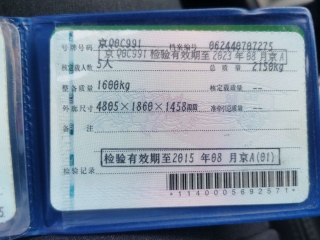 号牌号码 京Q0C991 档案编号 062440707275
京Q0C991检验有效期至2023年08月京A
核定载人数 5人 总质量 2150kg
整备质量 1600kg 核定载质量 --
外廓尺寸 4805×1860×1458mm 准牵引总质量 --
备注
检验有效期至2015年08月京A(01)
检验记录
*1140005692571*